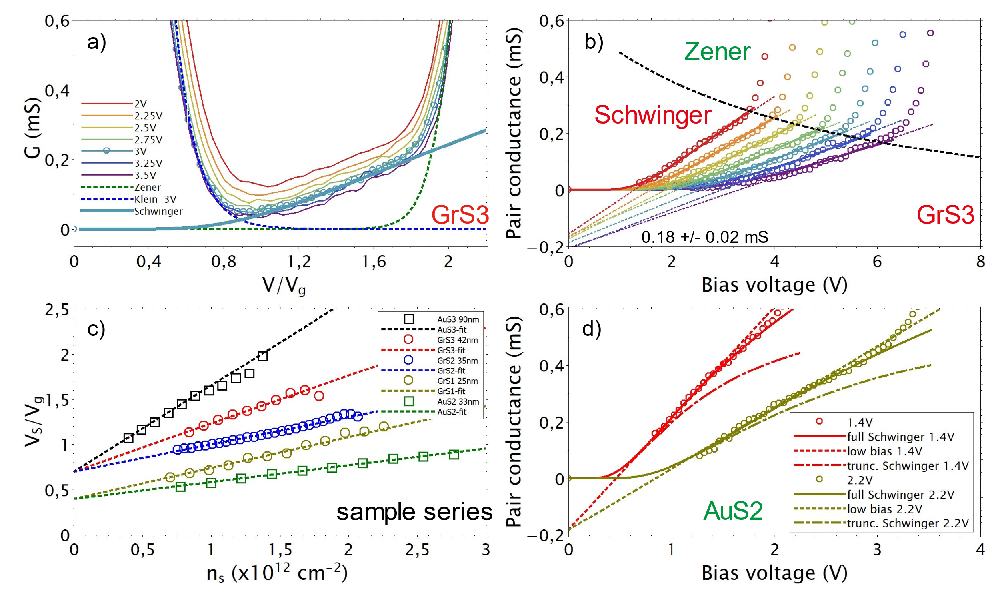 a)
0,6
0,4
0,2
0
G (mS)
2V
2.25V
2.5V
2.75V
3V
3.25V
3.5V
Zener
Klein-3V
Schwinger
GrS3
0 0,4 0,8 1,2 1,6 2
V/Vg
b)
0,6
0,4
0,2
0
−0,2
Pair conductance (mS)
Zener
Schwinger
GrS3
0.18 +/- 0.02 mS
0 2 4 6 8
Bias voltage (V)
c)
2,5
2
1,5
1
0,5
0
VS/Vg
AuS3 90nm
AuS3-fit
GrS3 42nm
GrS3-fit
GrS2 35nm
GrS2-fit
GrS1 25nm
GrS1-fit
AuS2 33nm
AuS2-fit
sample series
0 0,5 1 1,5 2 2,5 3
ns (x10¹² cm⁻²)
d)
0,6
0,4
0,2
0
−0,2
Pair conductance (mS)
1.4V
full Schwinger 1.4V
low bias 1.4V
trunc. Schwinger 1.4V
2.2V
full Schwinger 2.2V
low bias 2.2V
trunc. Schwinger 2.2V
AuS2
0 1 2 3 4
Bias voltage (V)